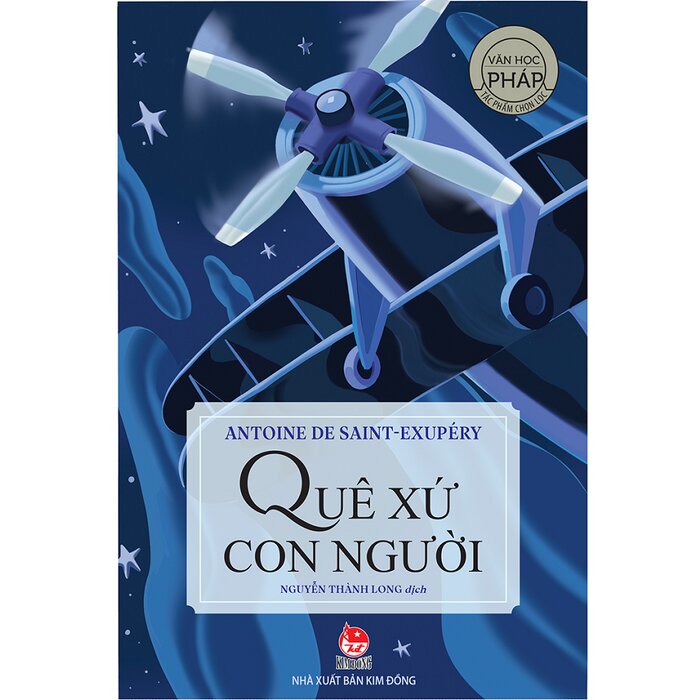 VĂN HỌC
PHÁP
TÁC PHẨM CHỌN LỌC
ANTOINE DE SAINT-EXUPÉRY
QUÊ XỨ
CON NGƯỜI
NGUYỄN THÀNH LONG dịch
KIM ĐỒNG
NHÀ XUẤT BẢN KIM ĐỒNG